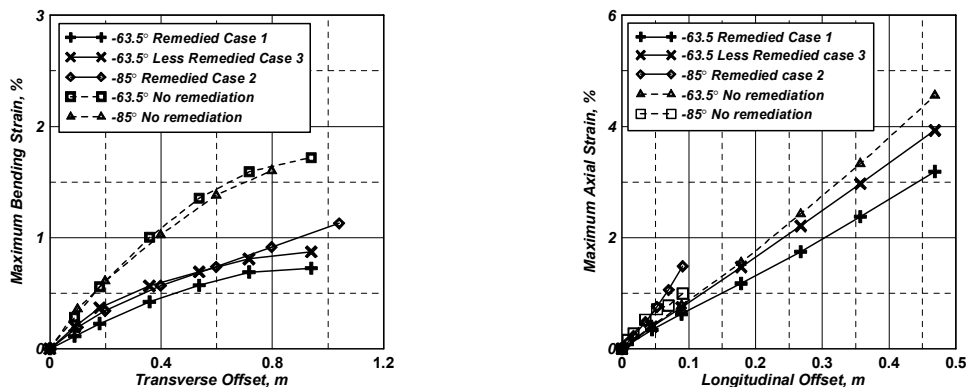 3
2
1
0
0
0.4
0.8
1.2
Maximum Bending Strain, %
Transverse Offset, m
-63.5° Remedied Case 1
-63.5° Less Remedied Case 3
-85° Remedied Case 2
-63.5° No remediation
-85° No remediation
6
4
2
0
0
0.1
0.2
0.3
0.4
0.5
Maximum Axial Strain, %
Longitudinal Offset, m
-63.5 Remedied Case 1
-63.5 Less Remedied case 3
-85° Remedied case 2
-63.5° No remediation
-85° No remediation